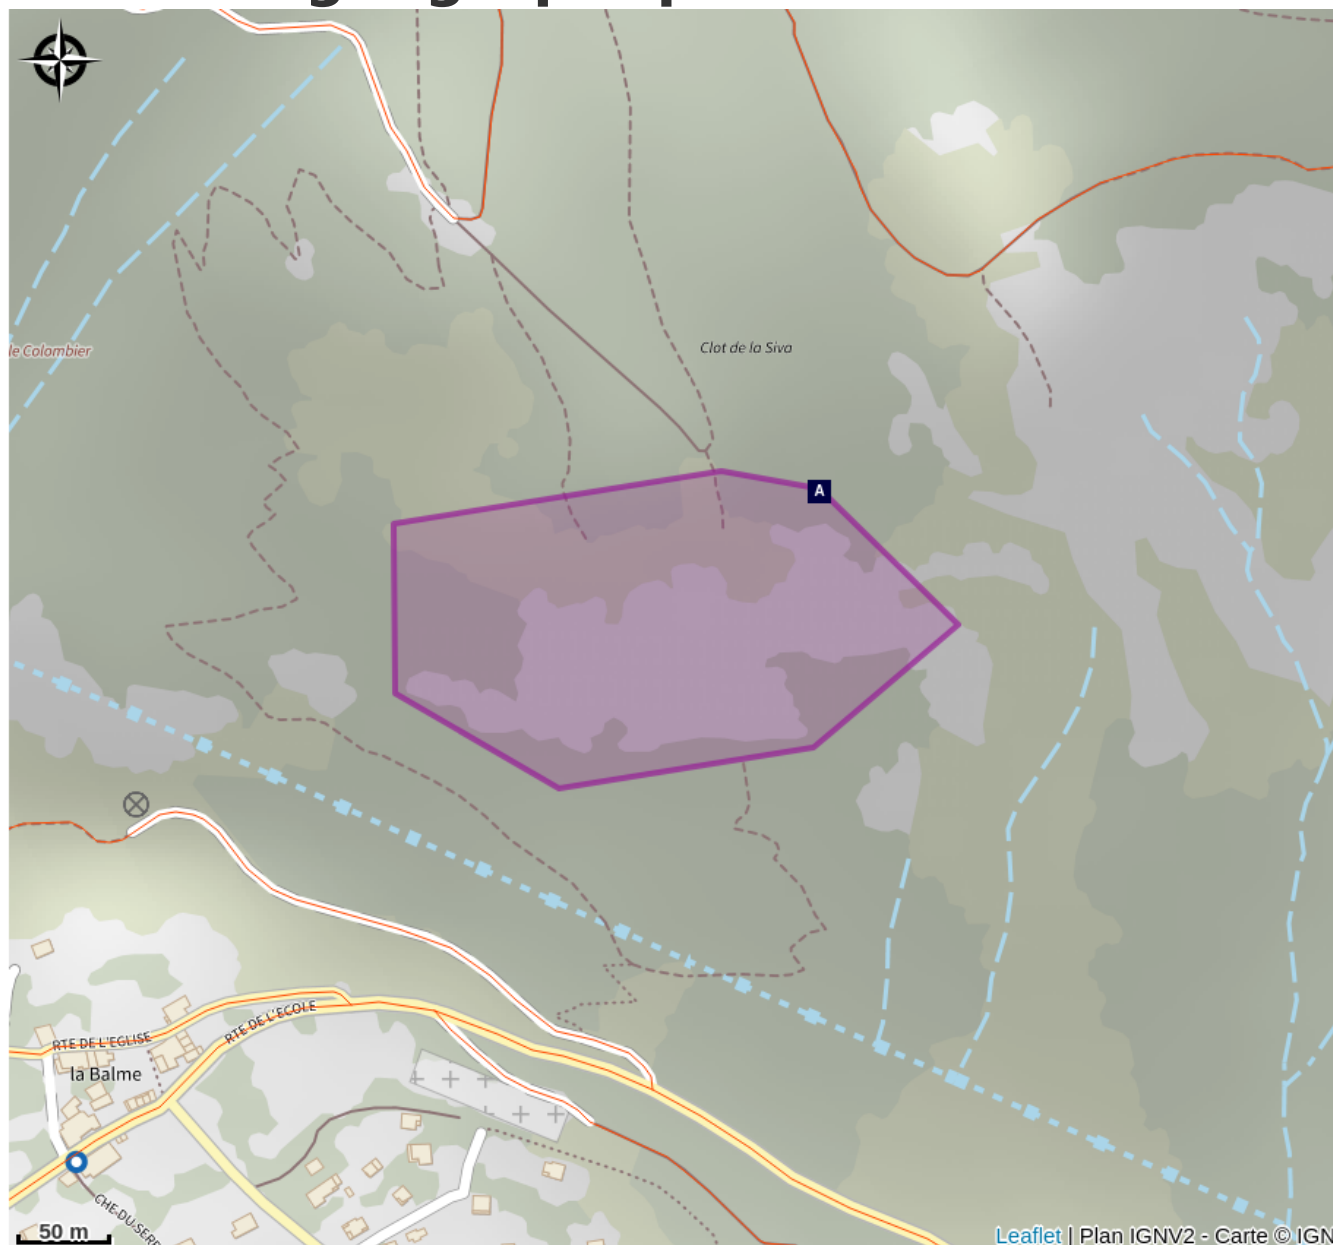 Clot de la Siva
le Colombier
A
RTE DE L'EGLISE
RTE DE L'ECOLE
la Balme
CHE DU SERR
50 m
Leaflet | Plan IGNV2 - Carte © IGN